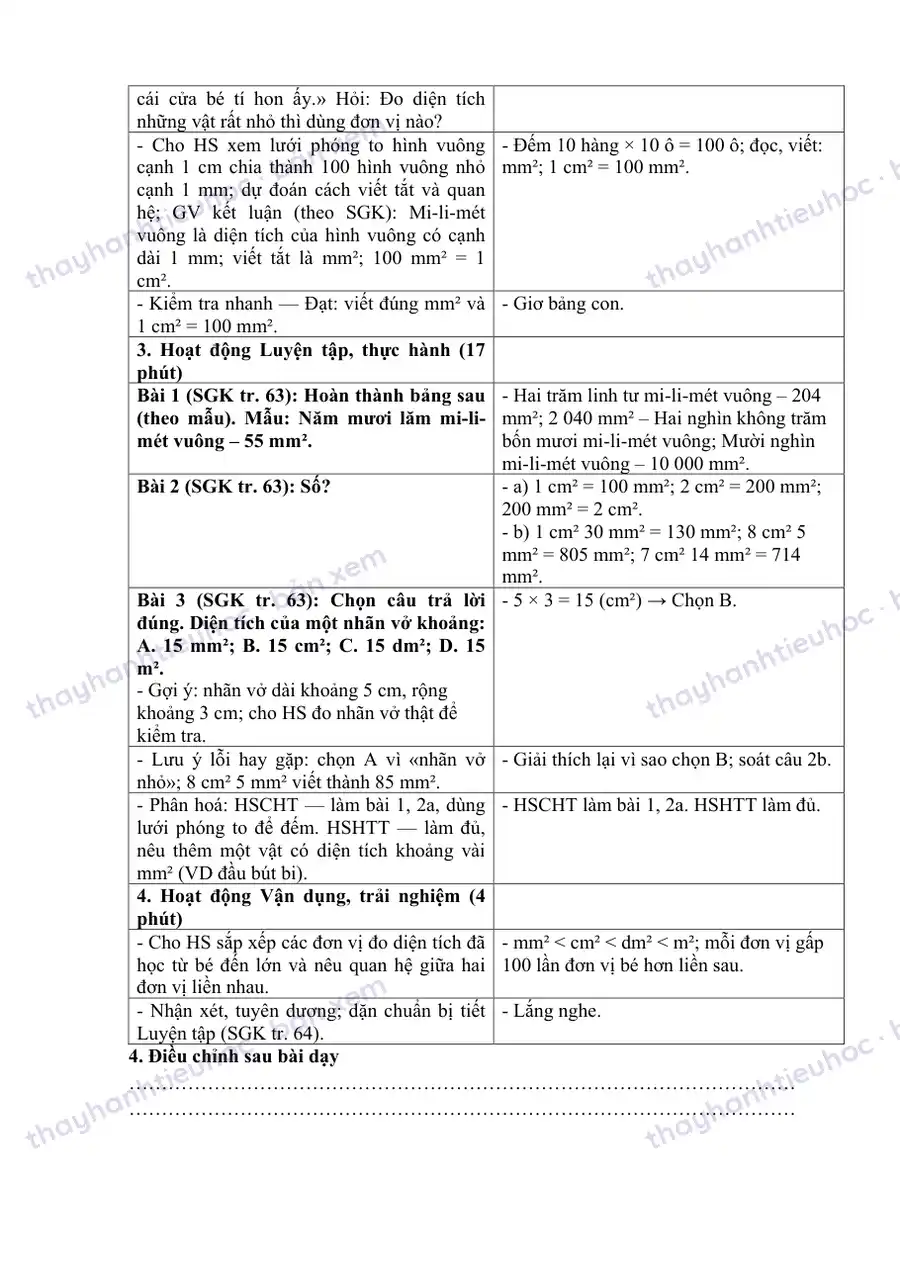 cái cửa bé tí hon ấy.» Hỏi: Đo diện tích
những vật rất nhỏ thì dùng đơn vị nào?
- Cho HS xem lưới phóng to hình vuông
cạnh 1 cm chia thành 100 hình vuông nhỏ
cạnh 1 mm; dự đoán cách viết tắt và quan
hệ; GV kết luận (theo SGK): Mi-li-mét
vuông là diện tích của hình vuông có cạnh
dài 1 mm; viết tắt là mm²; 100 mm² = 1
cm².
- Đếm 10 hàng × 10 ô = 100 ô; đọc, viết:
mm²; 1 cm² = 100 mm².
- Kiểm tra nhanh — Đạt: viết đúng mm² và
1 cm² = 100 mm².
- Giơ bảng con.
3. Hoạt động Luyện tập, thực hành (17
phút)
Bài 1 (SGK tr. 63): Hoàn thành bảng sau
(theo mẫu). Mẫu: Năm mươi lăm mi-li-
mét vuông – 55 mm².
- Hai trăm linh tư mi-li-mét vuông – 204
mm²; 2 040 mm² – Hai nghìn không trăm
bốn mươi mi-li-mét vuông; Mười nghìn
mi-li-mét vuông – 10 000 mm².
Bài 2 (SGK tr. 63): Số?
- a) 1 cm² = 100 mm²; 2 cm² = 200 mm²;
200 mm² = 2 cm².
- b) 1 cm² 30 mm² = 130 mm²; 8 cm² 5
mm² = 805 mm²; 7 cm² 14 mm² = 714
mm².
Bài 3 (SGK tr. 63): Chọn câu trả lời
đúng. Diện tích của một nhãn vở khoảng:
A. 15 mm²; B. 15 cm²; C. 15 dm²; D. 15
m².
- Gợi ý: nhãn vở dài khoảng 5 cm, rộng
khoảng 3 cm; cho HS đo nhãn vở thật để
kiểm tra.
- 5 × 3 = 15 (cm²) → Chọn B.
- Lưu ý lỗi hay gặp: chọn A vì «nhãn vở
nhỏ»; 8 cm² 5 mm² viết thành 85 mm².
- Giải thích lại vì sao chọn B; soát câu 2b.
- Phân hoá: HSCHT — làm bài 1, 2a, dùng
lưới phóng to để đếm. HSHTT — làm đủ,
nêu thêm một vật có diện tích khoảng vài
mm² (VD đầu bút bi).
- HSCHT làm bài 1, 2a. HSHTT làm đủ.
4. Hoạt động Vận dụng, trải nghiệm (4
phút)
- Cho HS sắp xếp các đơn vị đo diện tích đã
học từ bé đến lớn và nêu quan hệ giữa hai
đơn vị liền nhau.
- mm² < cm² < dm² < m²; mỗi đơn vị gấp
100 lần đơn vị bé hơn liền sau.
- Nhận xét, tuyên dương; dặn chuẩn bị tiết
Luyện tập (SGK tr. 64).
- Lắng nghe.
4. Điều chỉnh sau bài dạy
thayhanhtieuhoc · bản xem
thayhanhtieuhoc · b
thayhanhtieuhoc · bản xem
thayhanhtieuhoc · b
thayhanhtieuhoc · bản xem
thayhanhtieuhoc · b